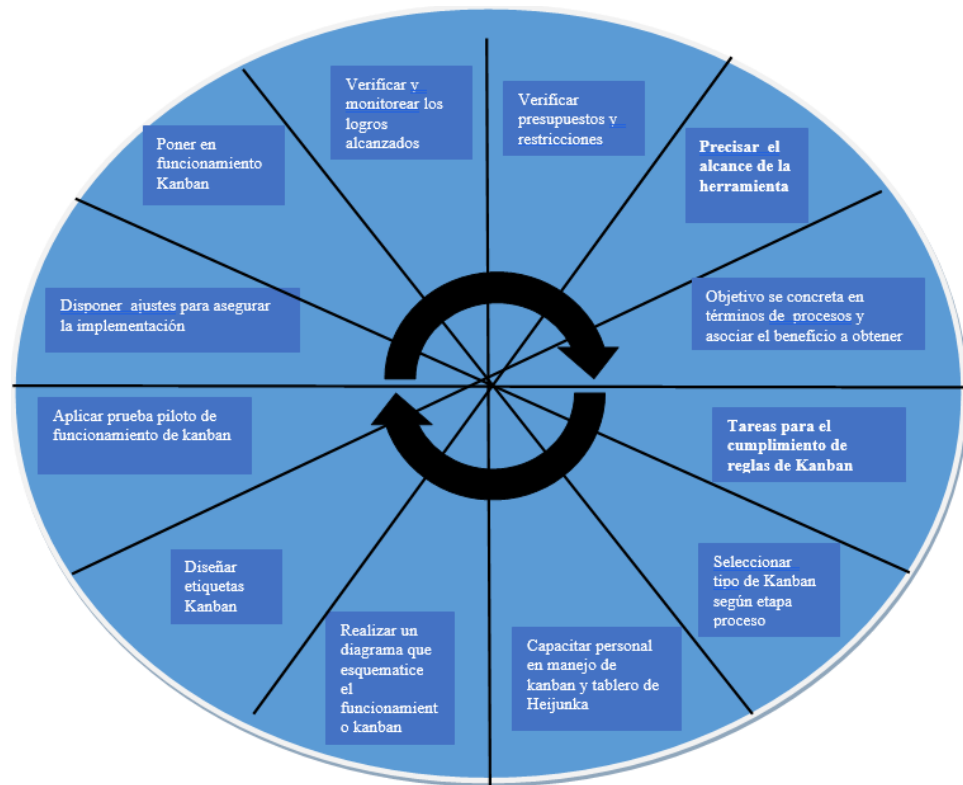 Verificar y
monitorear los
logros
alcanzados
Verificar
presupuestos y
restricciones
Precisar el
alcance de la
herramienta
Objetivo se concreta en
términos de procesos y
asociar el beneficio a obtener
Tareas para el
cumplimiento de
reglas de Kanban
Seleccionar
tipo de Kanban
según etapa
proceso
Capacitar personal
en manejo de
kanban y tablero de
Heijunka
Realizar un
diagrama que
esquematice
el
funcionamient
o kanban
Diseñar
etiquetas
Kanban
Aplicar prueba piloto de
funcionamiento de kanban
Disponer ajustes para asegurar
la implementación
Poner en
funcionamiento
Kanban